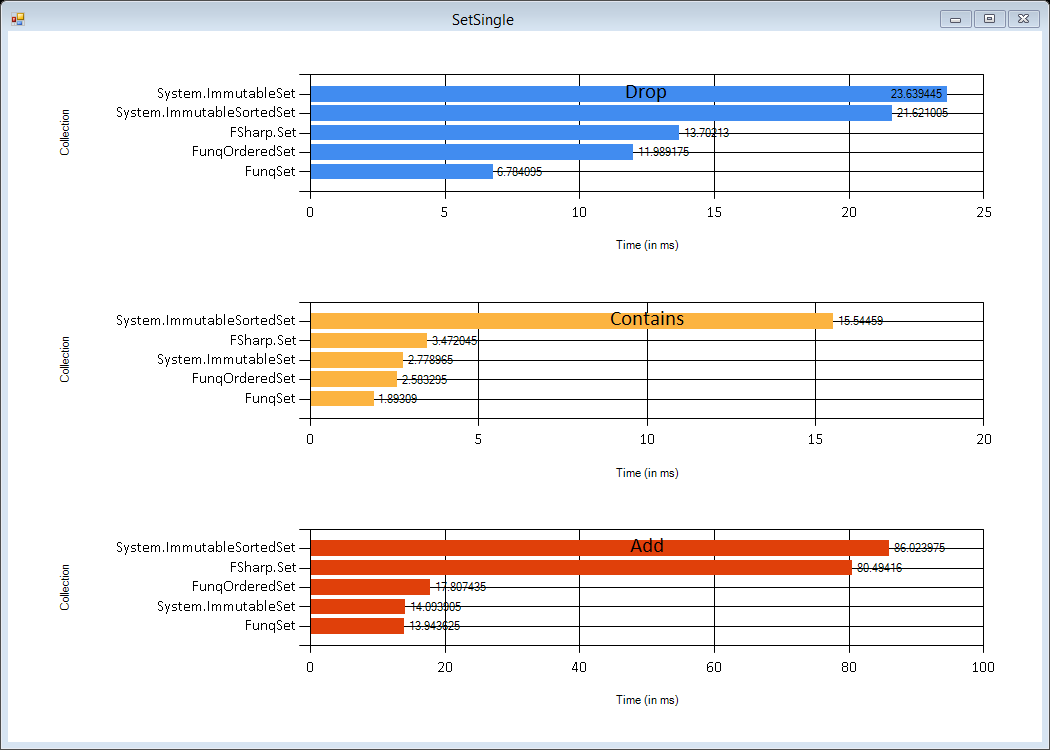 SetSingle
Drop
Collection
System.ImmutableSet 23.639445
System.ImmutableSortedSet 21.621005
FSharp.Set 13.70213
FunqOrderedSet 11.989175
FunqSet 6.784095
0 5 10 15 20 25
Time (in ms)
Contains
Collection
System.ImmutableSortedSet 15.54459
FSharp.Set 3.472045
System.ImmutableSet 2.778965
FunqOrderedSet 2.583295
FunqSet 1.89309
0 5 10 15 20
Time (in ms)
Add
Collection
System.ImmutableSortedSet 86.023975
FSharp.Set 80.49416
FunqOrderedSet 17.807435
System.ImmutableSet 14.093905
FunqSet 13.943625
0 20 40 60 80 100
Time (in ms)